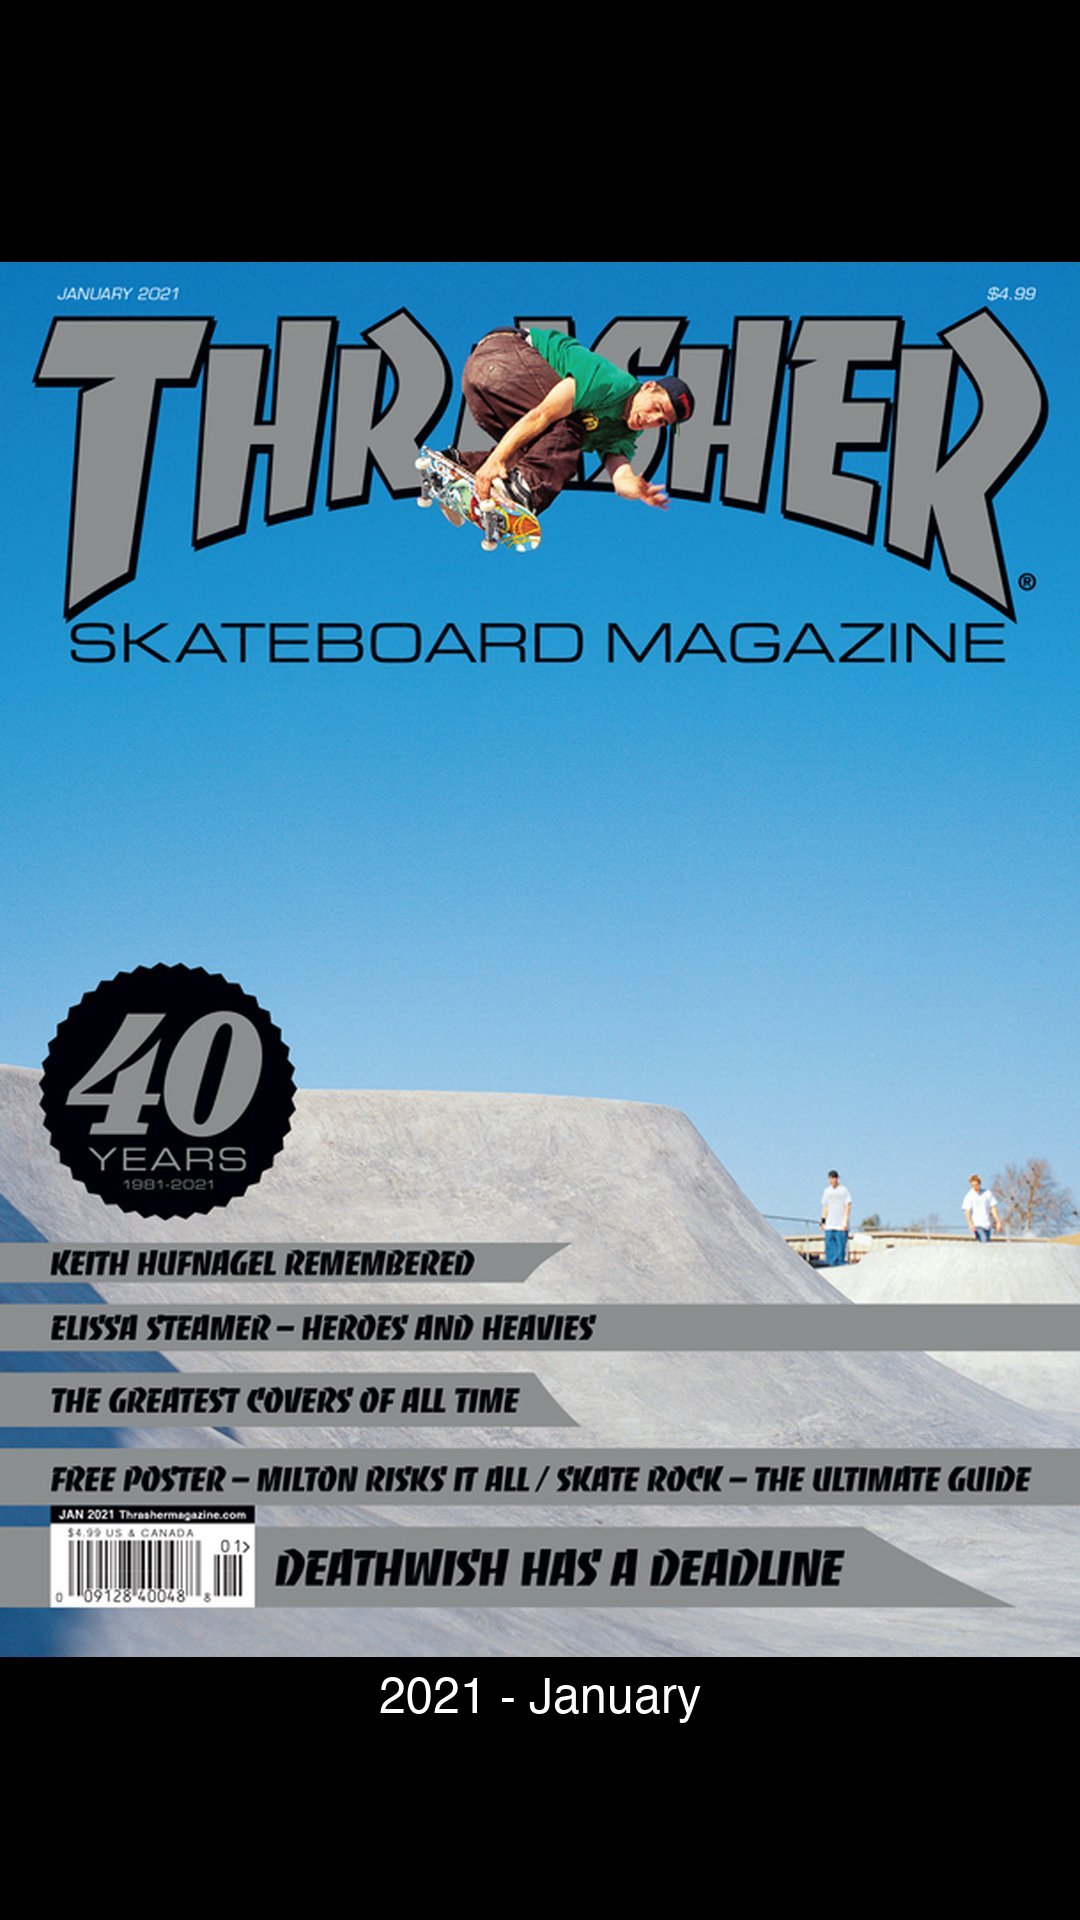 JANUARY 2021
$4.99
THRASHER
®
SKATEBOARD MAGAZINE
40
YEARS
1981-2021
KEITH HUFNAGEL REMEMBERED
ELISSA STEAMER – HEROES AND HEAVIES
THE GREATEST COVERS OF ALL TIME
FREE POSTER – MILTON RISKS IT ALL / SKATE ROCK – THE ULTIMATE GUIDE
JAN 2021 Thrashermagazine.com
$4.99 US & CANADA
01>
0 09128 40048 8
DEATHWISH HAS A DEADLINE
2021 - January